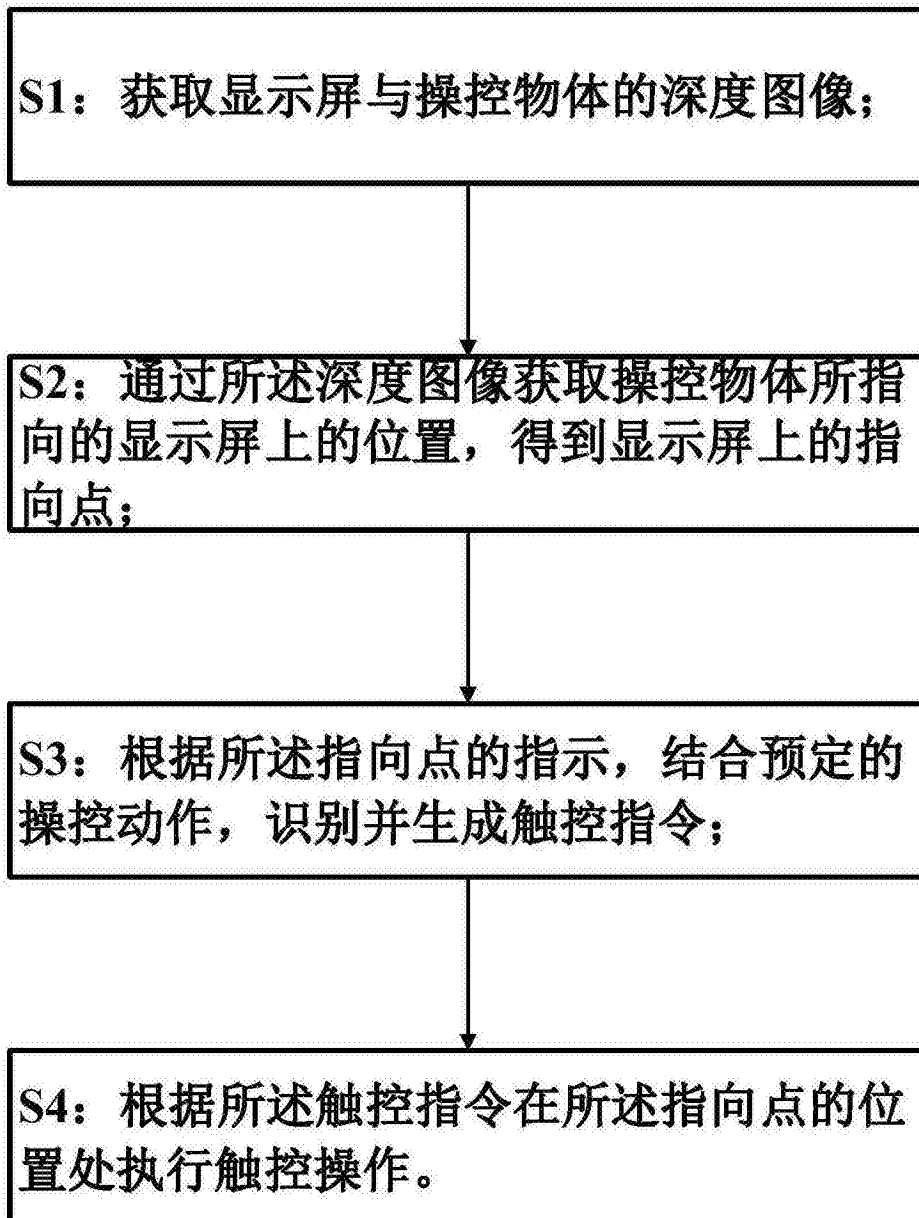 S1：获取显示屏与操控物体的深度图像；
S2：通过所述深度图像获取操控物体所指
向的显示屏上的位置，得到显示屏上的指
向点；
S3：根据所述指向点的指示，结合预定的
操控动作，识别并生成触控指令；
S4：根据所述触控指令在所述指向点的位
置处执行触控操作。